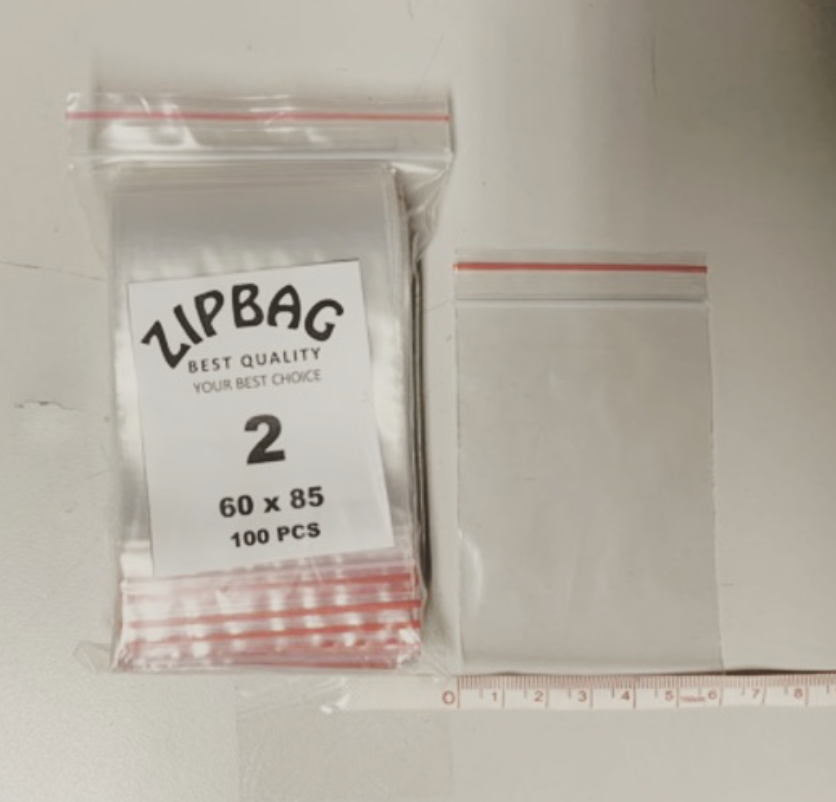 ZIPBAG
BEST QUALITY
YOUR BEST CHOICE
2
60 x 85
100 PCS
0 1 2 3 4 5 6 7 8